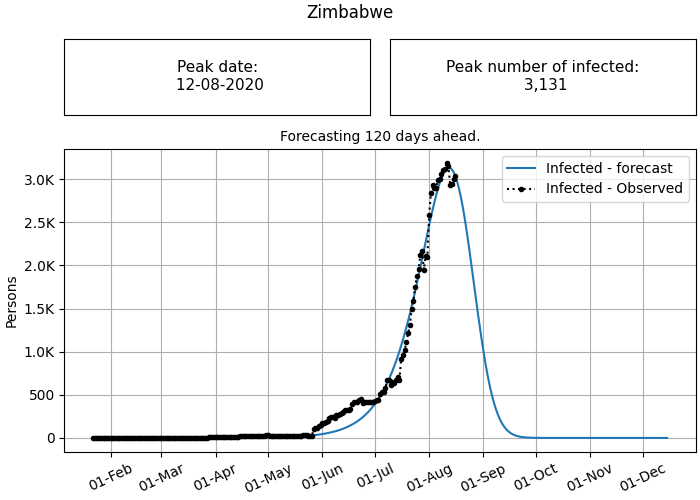 Zimbabwe
Peak date:
12-08-2020
Peak number of infected:
3,131
Forecasting 120 days ahead.
Infected - forecast
Infected - Observed
Persons
3.0K
2.5K
2.0K
1.5K
1.0K
500
0
01-Feb
01-Mar
01-Apr
01-May
01-Jun
01-Jul
01-Aug
01-Sep
01-Oct
01-Nov
01-Dec